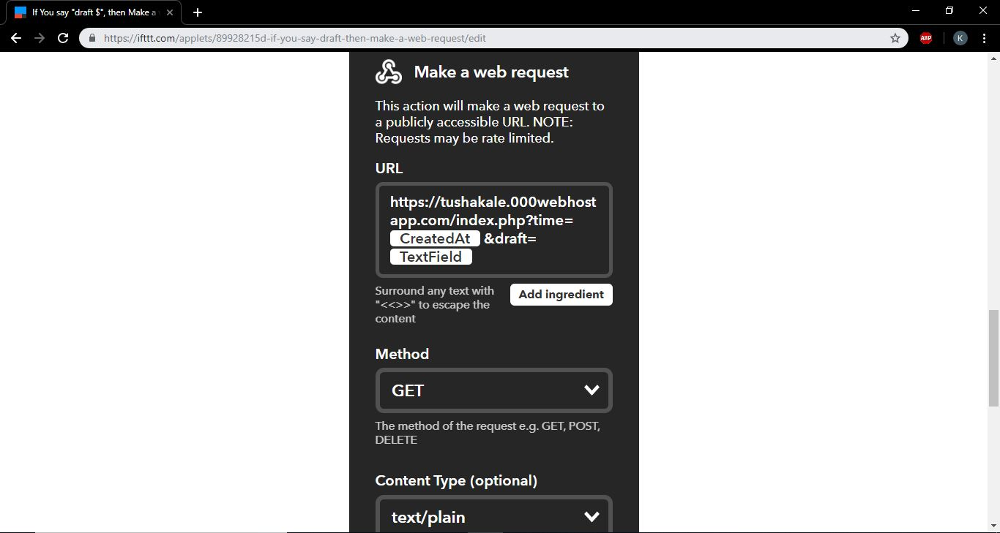 If You say "draft $", then Make a
https://ifttt.com/applets/89928215d-if-you-say-draft-then-make-a-web-request/edit
ABP
K
Make a web request
This action will make a web request to
a publicly accessible URL. NOTE:
Requests may be rate limited.
URL
https://tushakale.000webhost
app.com/index.php?time=
CreatedAt &draft=
TextField
Surround any text with
"<<>>" to escape the
content
Add ingredient
Method
GET
The method of the request e.g. GET, POST,
DELETE
Content Type (optional)
text/plain